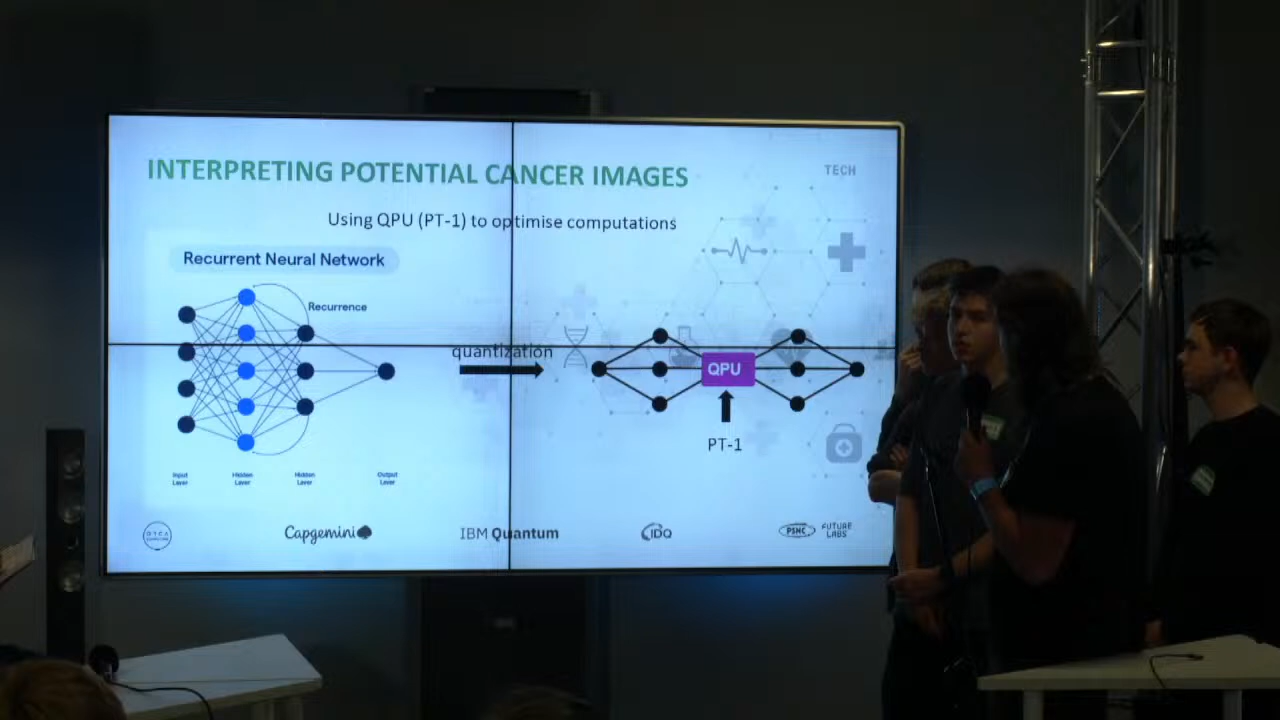 INTERPRETING POTENTIAL CANCER IMAGES
TECH
Using QPU (PT-1) to optimise computations
Recurrent Neural Network
Recurrence
quantization
QPU
PT-1
Input Layer
Hidden Layer
Hidden Layer
Output Layer
Capgemini
IBM Quantum
IDQ
PSNC
FUTURE LABS